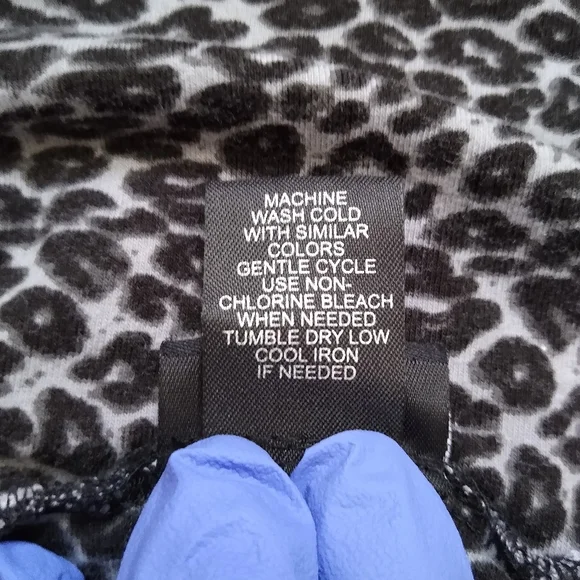 MACHINE
WASH COLD
WITH SIMILAR
COLORS
GENTLE CYCLE
USE NON-
CHLORINE BLEACH
WHEN NEEDED
TUMBLE DRY LOW
COOL IRON
IF NEEDED